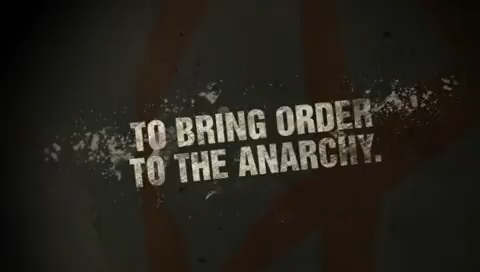 TO BRING ORDER
TO THE ANARCHY.